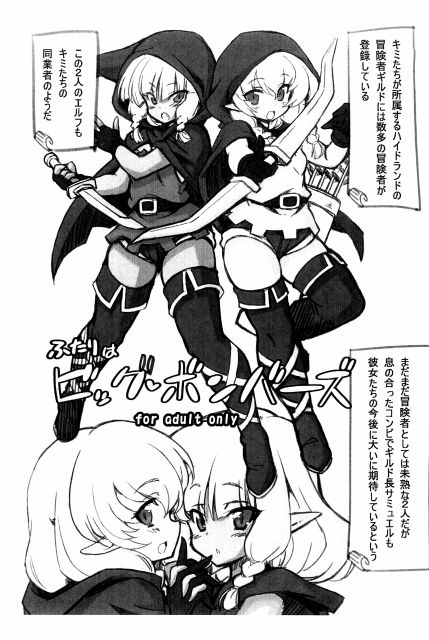 キミたちが所属するハイドランドの
冒険者ギルドには数多の冒険者が
登録している
この2人のエルフも
キミたちの
同業者のようだ
ふたりは
ビッグ・ボンバーズ
for adult-only
まだまだ冒険者としては未熟な2人だが
息の合ったコンビでギルド長サミュエルも
彼女たちの今後に大いに期待しているという